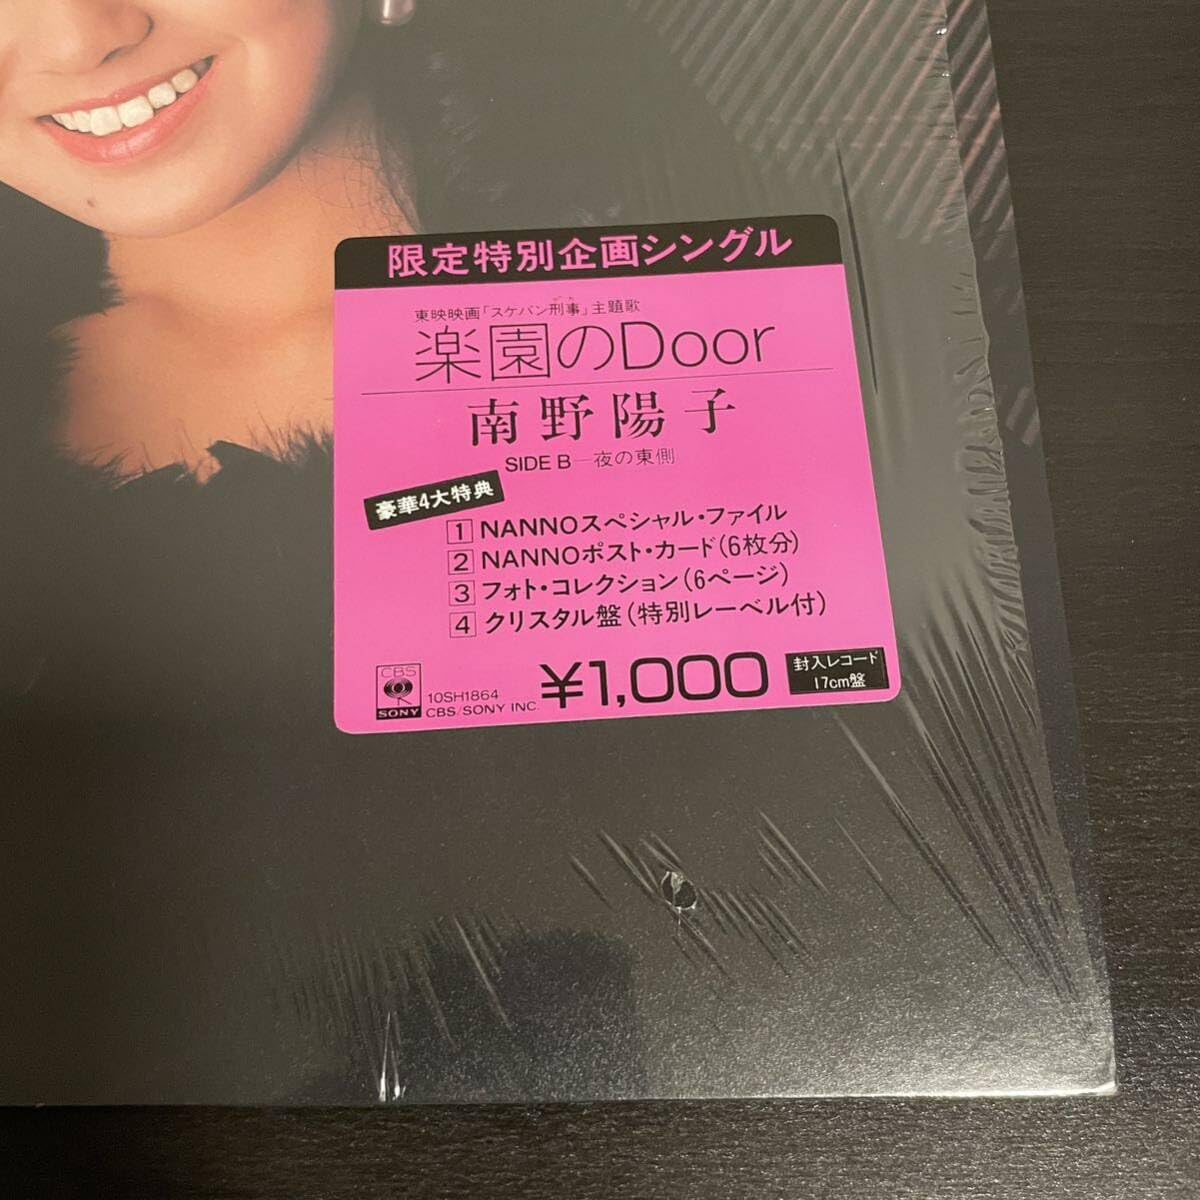 限定特別企画シングル
東映映画「スケバン刑事」主題歌
楽園のDoor
南野陽子
SIDE B—夜の東側
豪華4大特典
1 NANNOスペシャル・ファイル
2 NANNOポスト・カード(6枚分)
3 フォト・コレクション(6ページ)
4 クリスタル盤(特別レーベル付)
CBS
SONY
10SH1864
CBS/SONY INC.
¥1,000
封入レコード
17cm盤